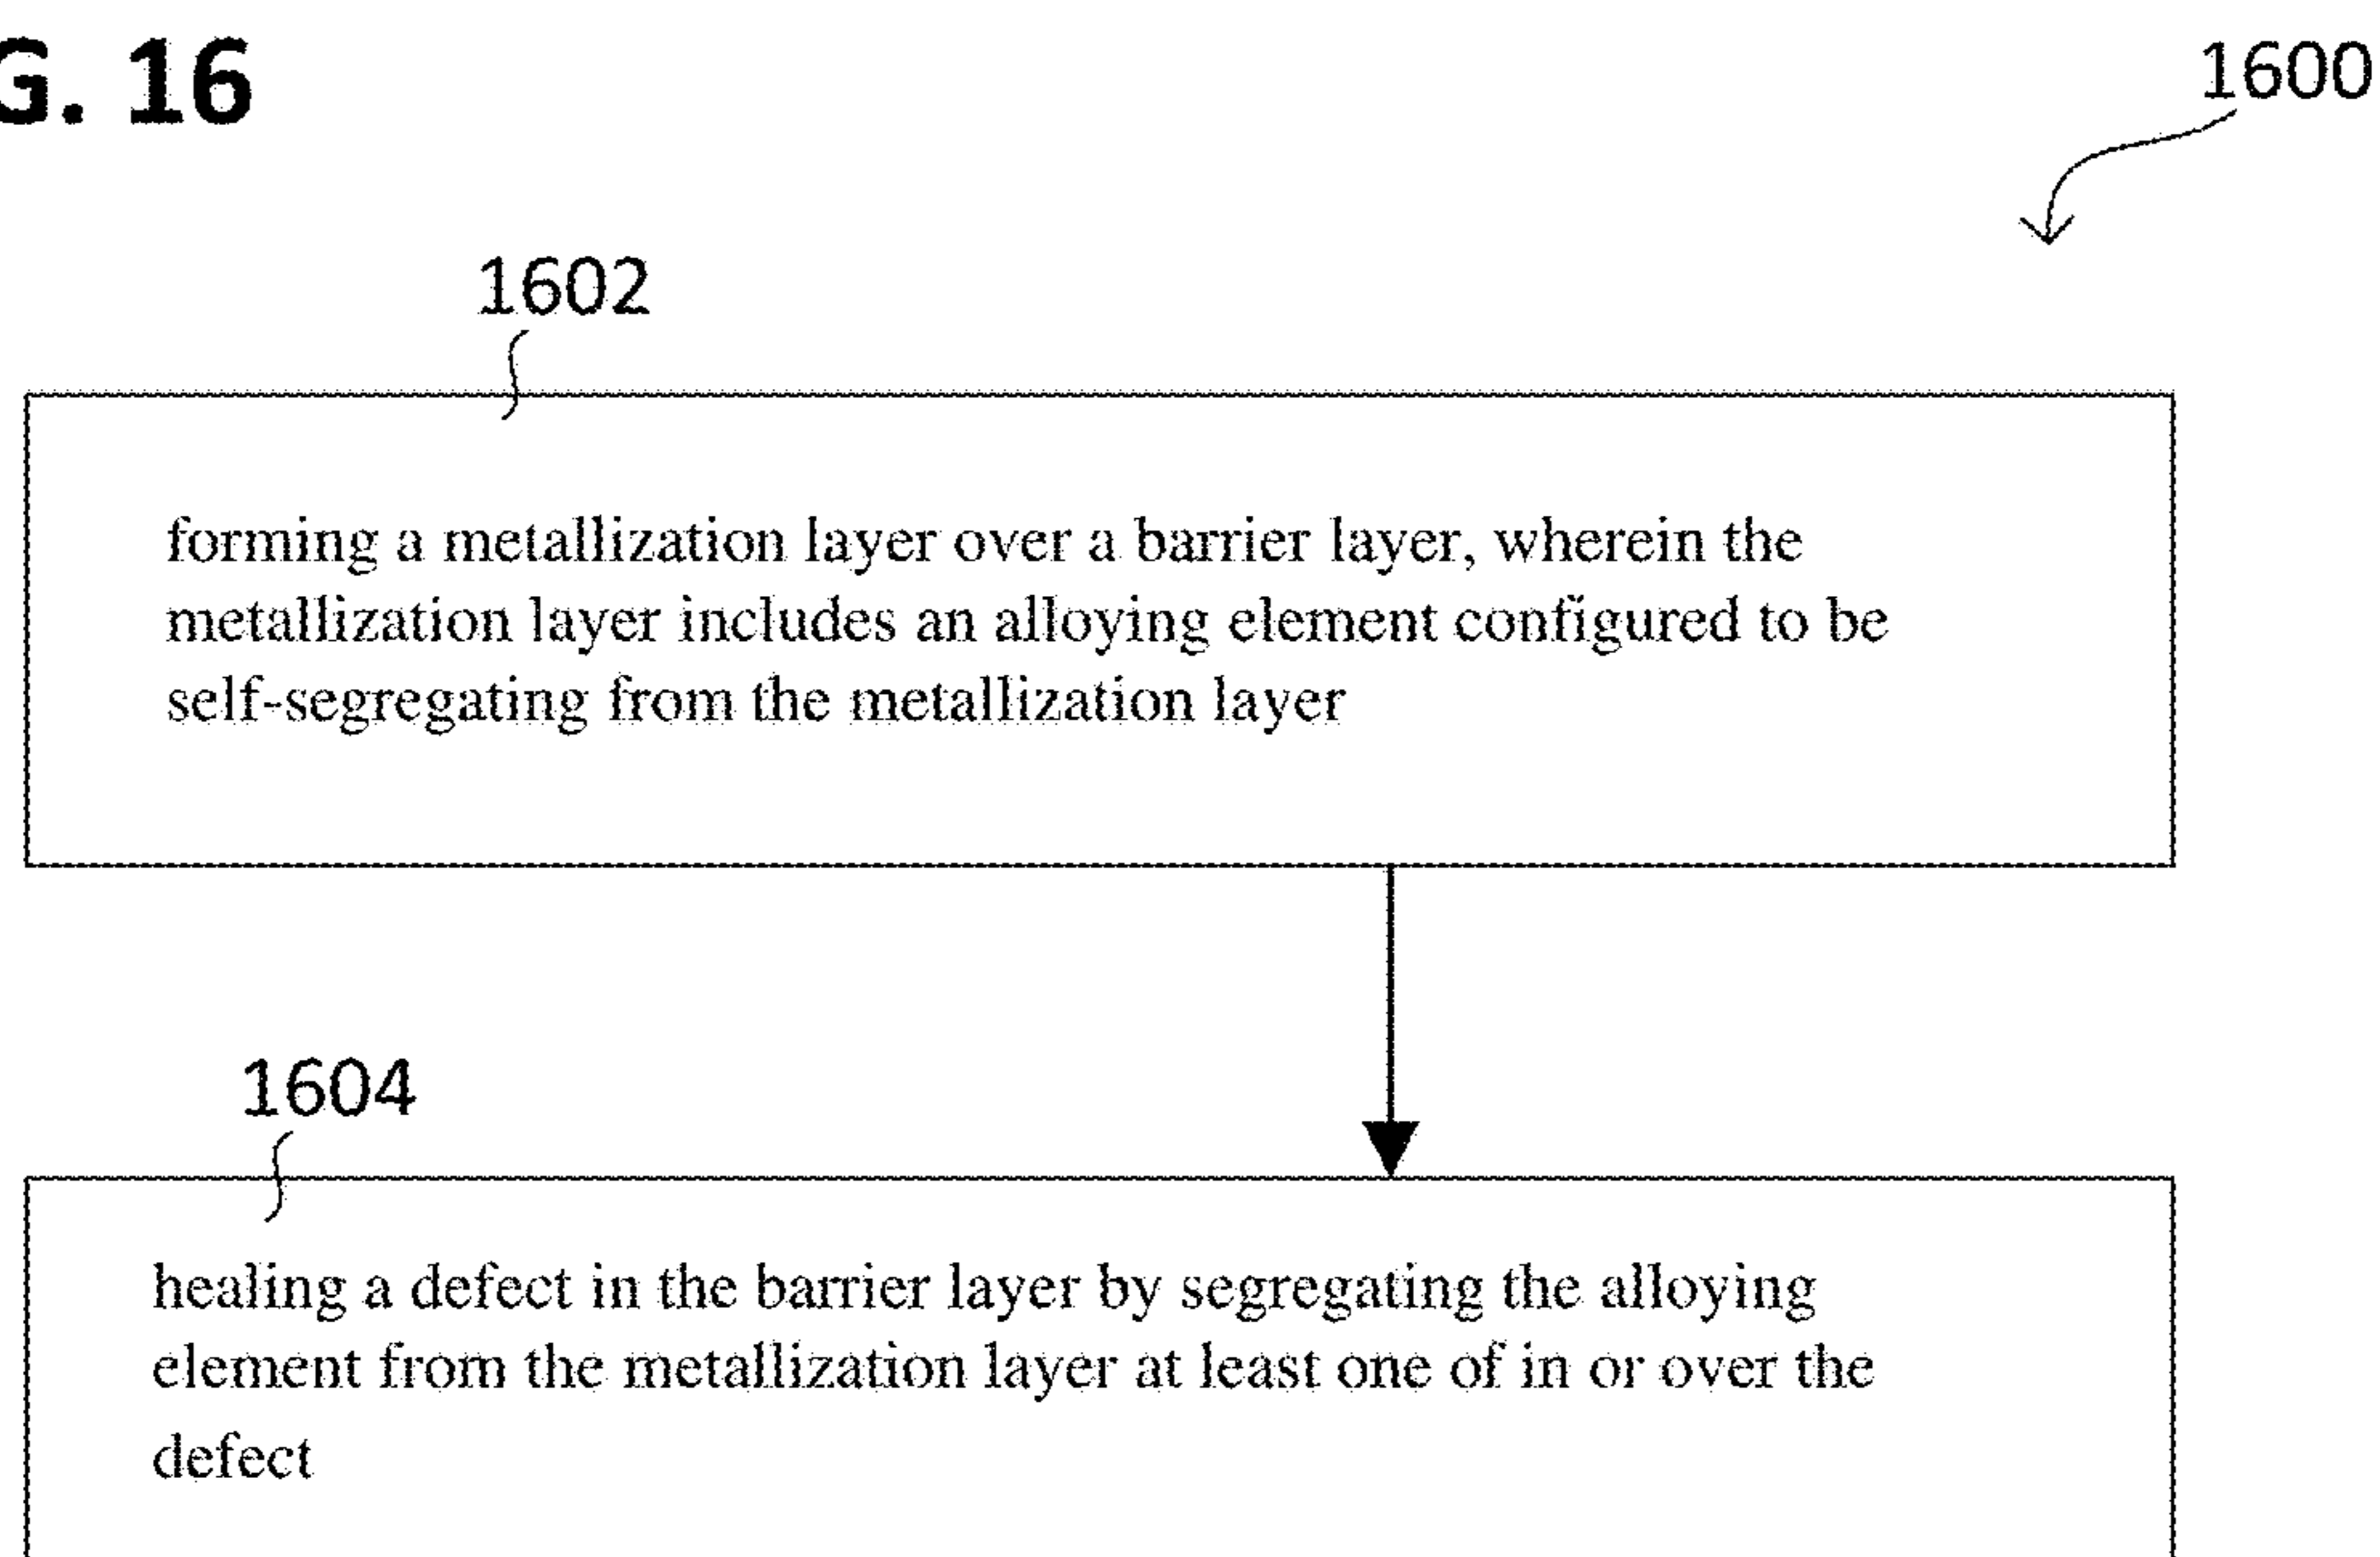 G. 16
1600
1602
forming a metallization layer over a barrier layer, wherein the
metallization layer includes an alloying element configured to be
self-segregating from the metallization layer
1604
healing a defect in the barrier layer by segregating the alloying
element from the metallization layer at least one of in or over the
defect